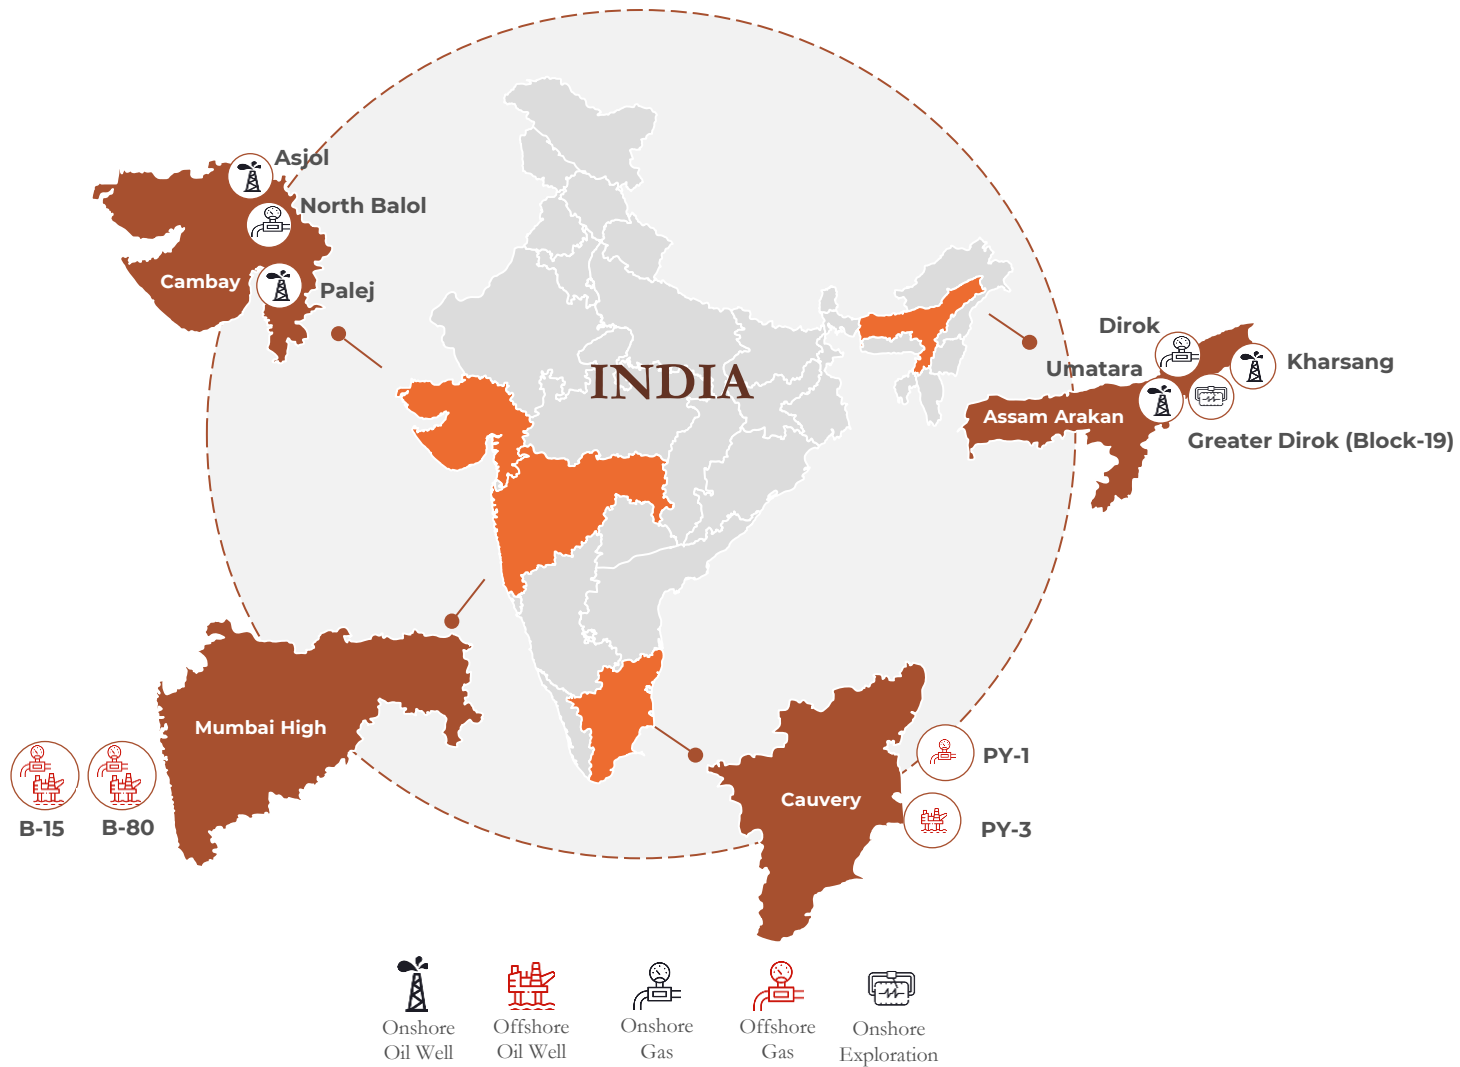 Asjol
North Balol
Cambay
Palej
INDIA
Dirok
Umatara
Kharsang
Assam Arakan
Greater Dirok (Block-19)
Mumbai High
B-15
B-80
Cauvery
PY-1
PY-3
Onshore
Oil Well
Offshore
Oil Well
Onshore
Gas
Offshore
Gas
Onshore
Exploration